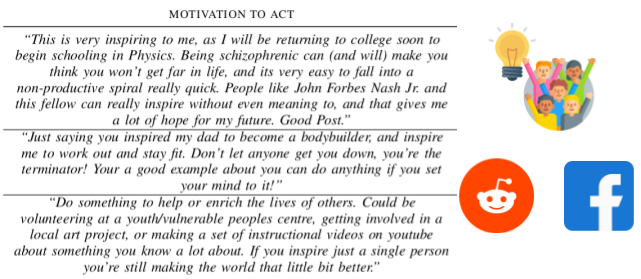 MOTIVATION TO ACT
“This is very inspiring to me, as I will be returning to college soon to
begin schooling in Physics. Being schizophrenic can (and will) make you
think you won’t get far in life, and its very easy to fall into a
non-productive spiral really quick. People like John Forbes Nash Jr. and
this fellow can really inspire without even meaning to, and that gives me
a lot of hope for my future. Good Post.”
“Just saying you inspired my dad to become a bodybuilder, and inspire
me to work out and stay fit. Don’t let anyone get you down, you’re the
terminator! Your a good example about you can do anything if you set
your mind to it!”
“Do something to help or enrich the lives of others. Could be
volunteering at a youth/vulnerable peoples centre, getting involved in a
local art project, or making a set of instructional videos on youtube
about something you know a lot about. If you inspire just a single person
you’re still making the world that little bit better.”